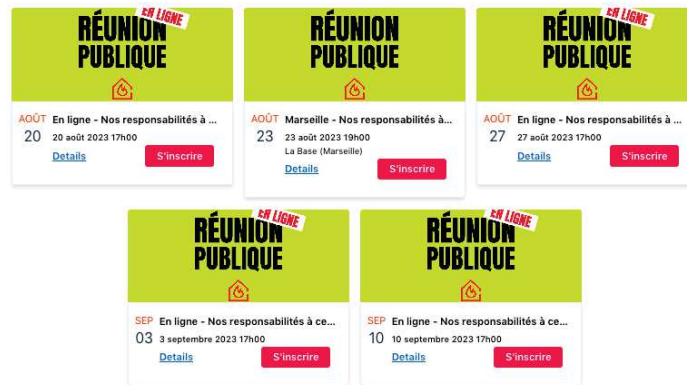 EN LIGNE
RÉUNION
PUBLIQUE
AOÛT
20
En ligne - Nos responsabilités à ...
20 août 2023 17h00
Details
S'inscrire
RÉUNION
PUBLIQUE
AOÛT
23
Marseille - Nos responsabilités à...
23 août 2023 19h00
La Base (Marseille)
Details
S'inscrire
EN LIGNE
RÉUNION
PUBLIQUE
AOÛT
27
En ligne - Nos responsabilités à ...
27 août 2023 17h00
Details
S'inscrire
EN LIGNE
RÉUNION
PUBLIQUE
SEP
03
En ligne - Nos responsabilités à ce...
3 septembre 2023 17h00
Details
S'inscrire
EN LIGNE
RÉUNION
PUBLIQUE
SEP
10
En ligne - Nos responsabilités à ce...
10 septembre 2023 17h00
Details
S'inscrire